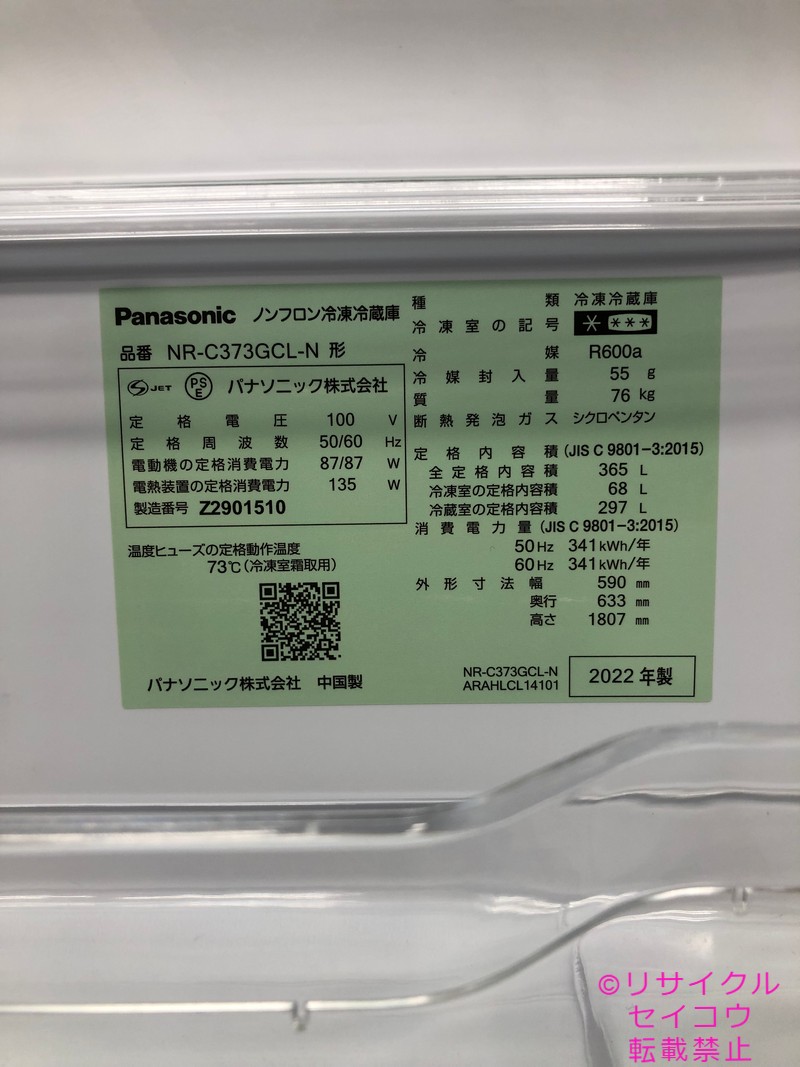 Panasonic ノンフロン冷凍冷蔵庫
品番 NR-C373GCL-N 形
JET PSE パナソニック株式会社
定格電圧 100 V
定格周波数 50/60 Hz
電動機の定格消費電力 87/87 W
電熱装置の定格消費電力 135 W
製造番号 Z2901510
温度ヒューズの定格動作温度
73℃(冷凍室霜取用)
パナソニック株式会社 中国製
種類 冷凍冷蔵庫
冷凍室の記号 * ***
冷媒 R600a
冷媒封入量 55 g
質量 76 kg
断熱発泡ガス シクロペンタン
定格内容積 (JIS C 9801-3:2015)
全定格内容積 365 L
冷凍室の定格内容積 68 L
冷蔵室の定格内容積 297 L
消費電力量 (JIS C 9801-3:2015)
50Hz 341kWh/年
60Hz 341kWh/年
外形寸法 幅 590 mm
奥行 633 mm
高さ 1807 mm
NR-C373GCL-N
ARAHLCL14101
2022 年製
©リサイクル
セイコウ
転載禁止